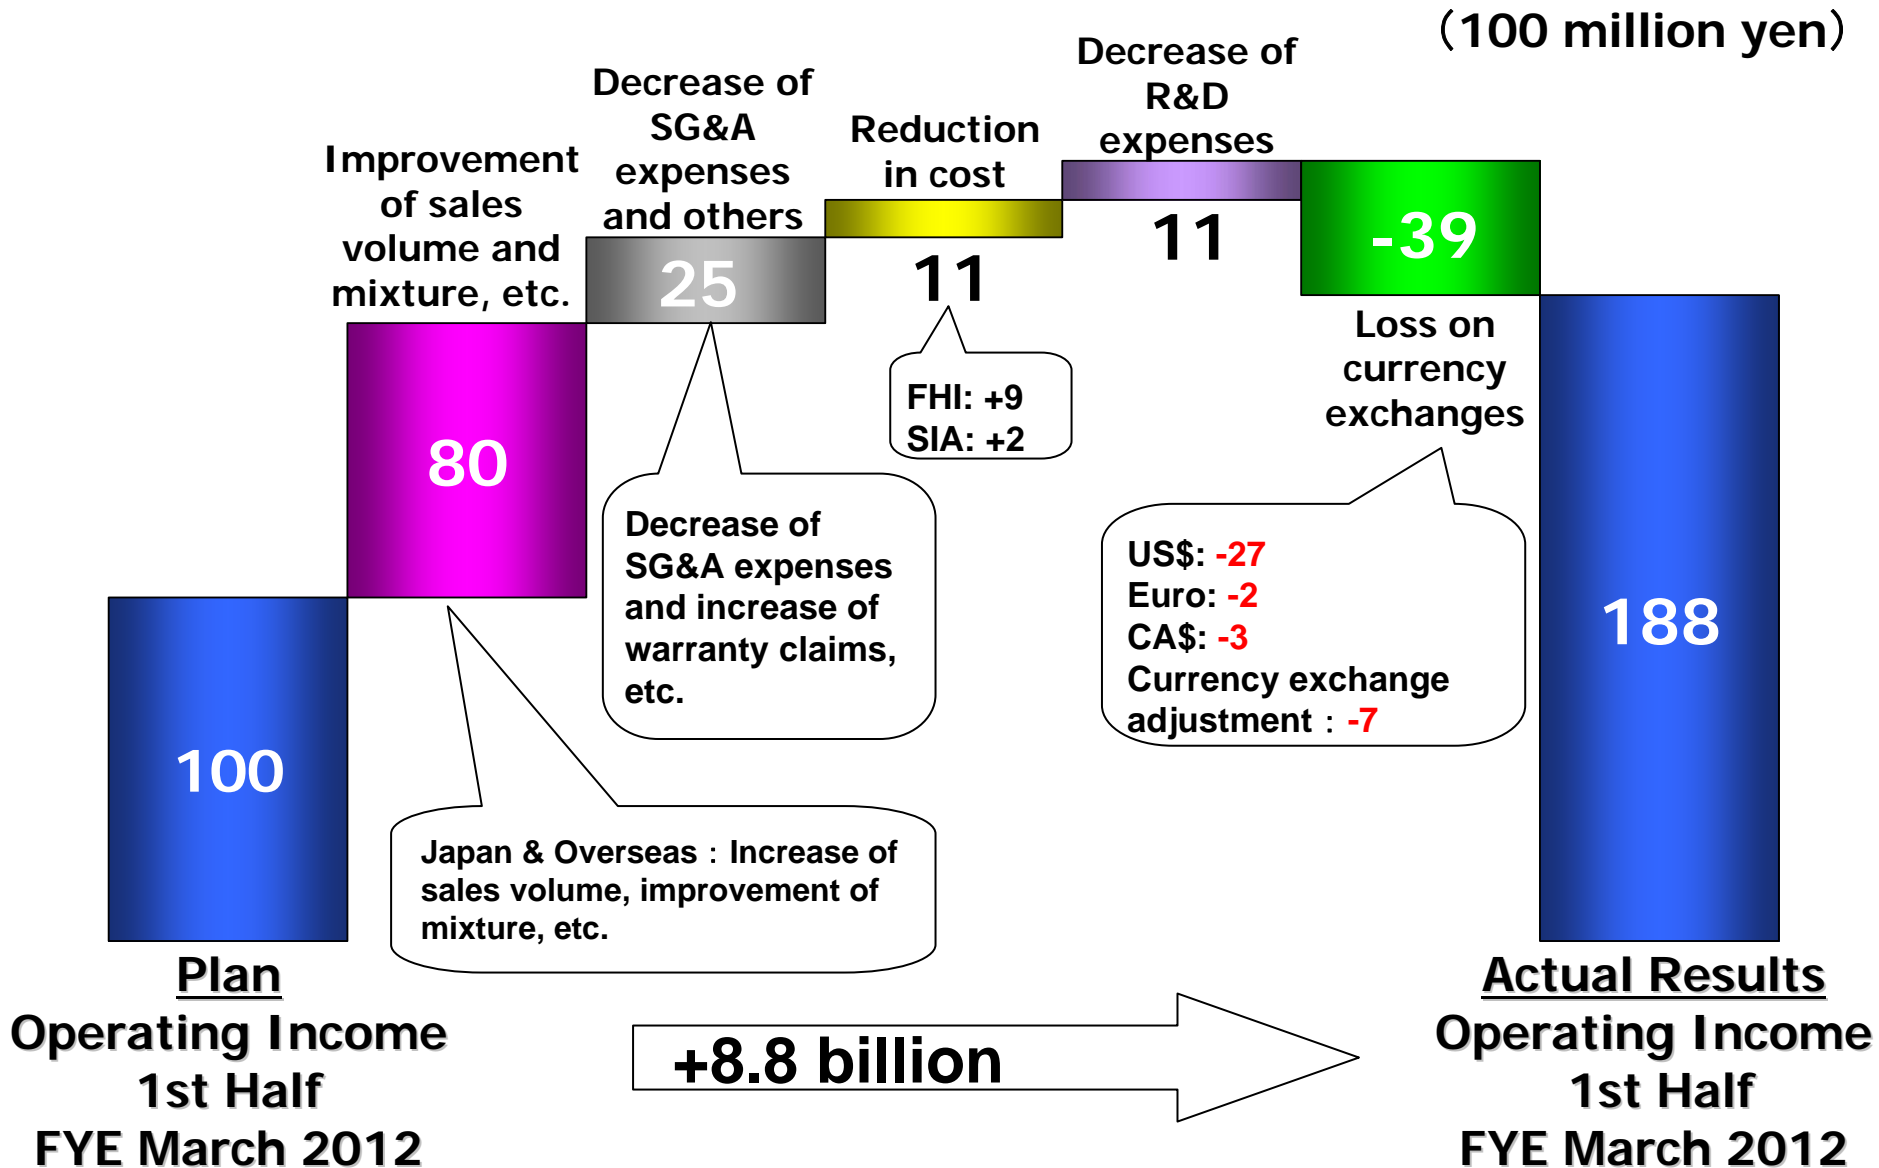 （100 million yen）
Improvement
of sales
volume and
mixture, etc.
Decrease of
SG&A
expenses
and others
Reduction
in cost
Decrease of
R&D
expenses
100
80
25
11
11
-39
188
Loss on
currency
exchanges
FHI: +9
SIA: +2
Decrease of
SG&A expenses
and increase of
warranty claims,
etc.
US$: -27
Euro: -2
CA$: -3
Currency exchange
adjustment：-7
Japan & Overseas：Increase of
sales volume, improvement of
mixture, etc.
Plan
Operating Income
1st Half
FYE March 2012
+8.8 billion
Actual Results
Operating Income
1st Half
FYE March 2012